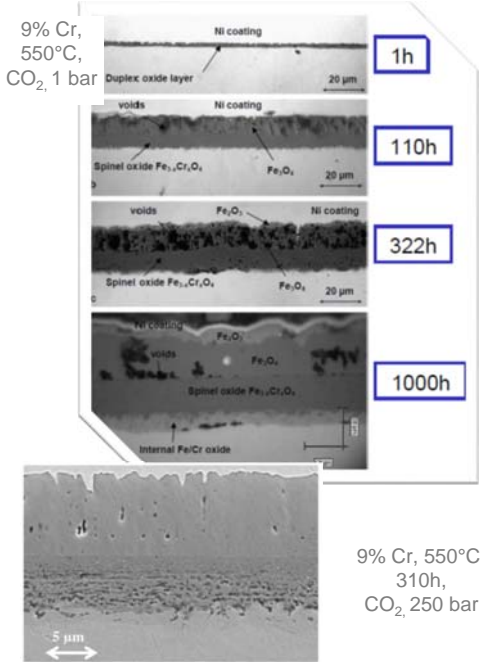 9% Cr,
550°C,
CO₂, 1 bar
Ni coating
Duplex oxide layer
20 µm
1h
voids
Ni coating
Spinel oxide Fe₃₋ₓCrₓO₄
Fe₃O₄
20 µm
b
110h
voids
Fe₂O₃
Ni coating
Spinel oxide Fe₃₋ₓCrₓO₄
Fe₃O₄
20 µm
c
322h
Ni coating
Fe₂O₃
voids
Fe₃O₄
Spinel oxide Fe₃₋ₓCrₓO₄
Internal Fe/Cr oxide
1000h
5 µm
9% Cr, 550°C
310h,
CO₂, 250 bar